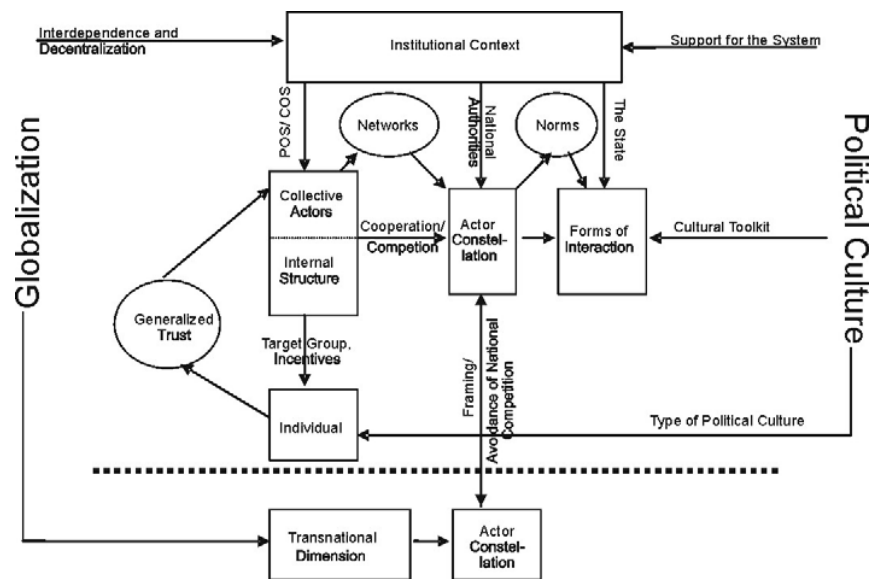 Interdependence and
Decentralization
Institutional Context
Support for the System
POS/ COS
Networks
National
Authorities
Norms
The State
Globalization
Political Culture
Collective
Actors
Internal
Structure
Cooperation/
Competion
Actor
Constel-
lation
Forms of
Interaction
Cultural Toolkit
Generalized
Trust
Target Group,
Incentives
Framing/
Avoidance of National
Competition
Individual
Type of Political Culture
Transnational
Dimension
Actor
Constel-
lation